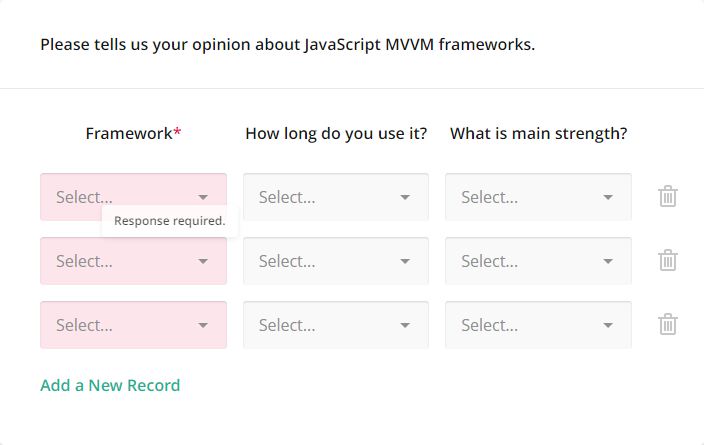 Please tells us your opinion about JavaScript MVVM frameworks.
Framework* How long do you use it? What is main strength?
Select... Select... Select...
Response required.
Select... Select... Select...
Select... Select... Select...
Add a New Record